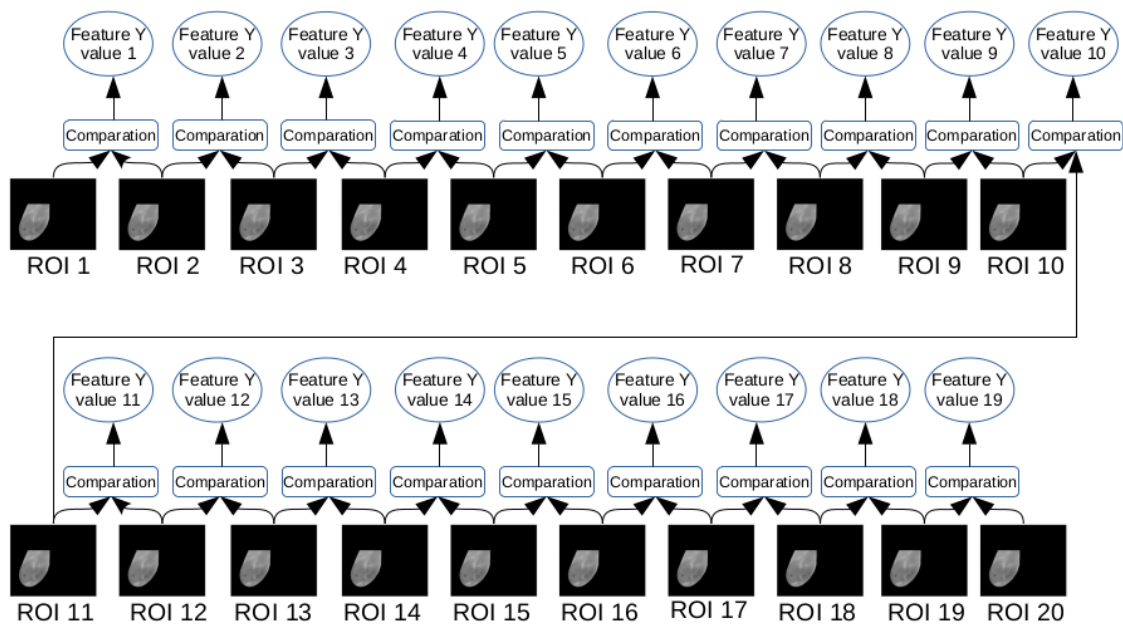 Feature Y
value 1
Feature Y
value 2
Feature Y
value 3
Feature Y
value 4
Feature Y
value 5
Feature Y
value 6
Feature Y
value 7
Feature Y
value 8
Feature Y
value 9
Feature Y
value 10
Comparation
Comparation
Comparation
Comparation
Comparation
Comparation
Comparation
Comparation
Comparation
Comparation
ROI 1
ROI 2
ROI 3
ROI 4
ROI 5
ROI 6
ROI 7
ROI 8
ROI 9
ROI 10
Feature Y
value 11
Feature Y
value 12
Feature Y
value 13
Feature Y
value 14
Feature Y
value 15
Feature Y
value 16
Feature Y
value 17
Feature Y
value 18
Feature Y
value 19
Comparation
Comparation
Comparation
Comparation
Comparation
Comparation
Comparation
Comparation
Comparation
ROI 11
ROI 12
ROI 13
ROI 14
ROI 15
ROI 16
ROI 17
ROI 18
ROI 19
ROI 20